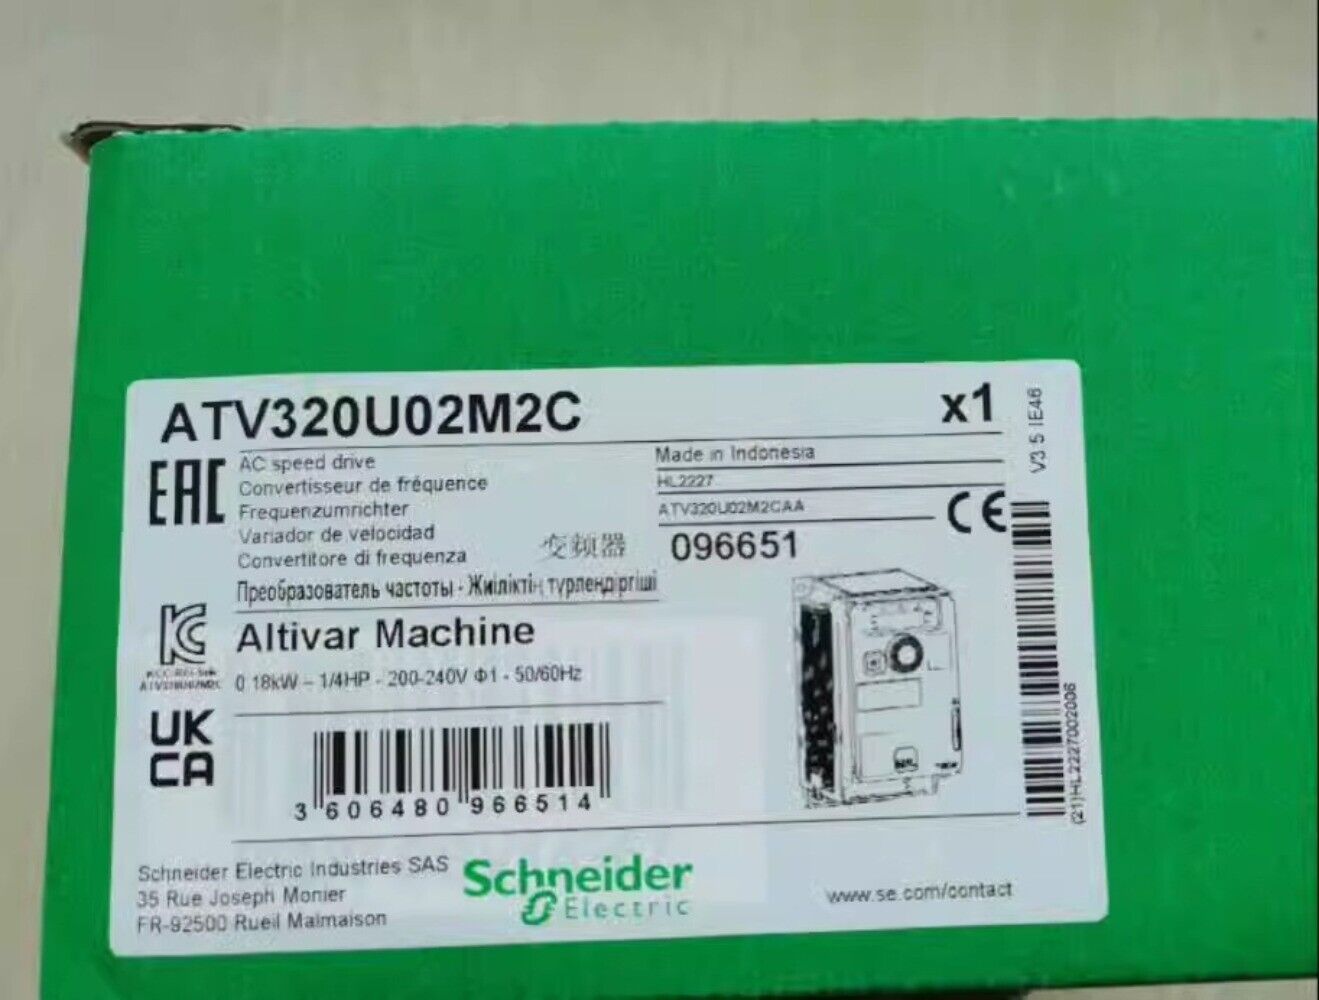 ATV320U02M2C
x1
V3.5 IE46
EAC
AC speed drive
Convertisseur de fréquence
Frequenzumrichter
Variador de velocidad
Convertitore di frequenza
变频器
Преобразователь частоты - Жиіліктің түрлендіргіші
Made in Indonesia
HL2227
ATV320U02M2CAA
CE
096651
Altivar Machine
0.18kW - 1/4HP - 200-240V Φ1 - 50/60Hz
ATV320U02M2C
UK
CA
3 606480 966514
(21)HL2227002006
Schneider Electric Industries SAS
35 Rue Joseph Monier
FR-92500 Rueil Malmaison
Schneider
Electric
www.se.com/contact